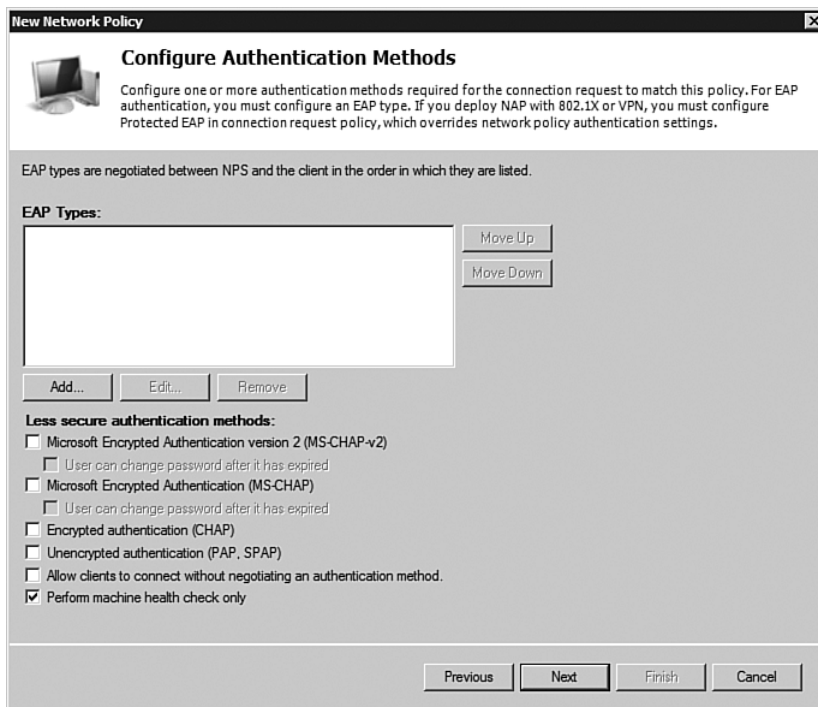 New Network Policy
Configure Authentication Methods
Configure one or more authentication methods required for the connection request to match this policy. For EAP
authentication, you must configure an EAP type. If you deploy NAP with 802.1X or VPN, you must configure
Protected EAP in connection request policy, which overrides network policy authentication settings.
EAP types are negotiated between NPS and the client in the order in which they are listed.
EAP Types:
Move Up
Move Down
Add... Edit... Remove
Less secure authentication methods:
Microsoft Encrypted Authentication version 2 (MS-CHAP-v2)
User can change password after it has expired
Microsoft Encrypted Authentication (MS-CHAP)
User can change password after it has expired
Encrypted authentication (CHAP)
Unencrypted authentication (PAP, SPAP)
Allow clients to connect without negotiating an authentication method.
Perform machine health check only
Previous Next Finish Cancel